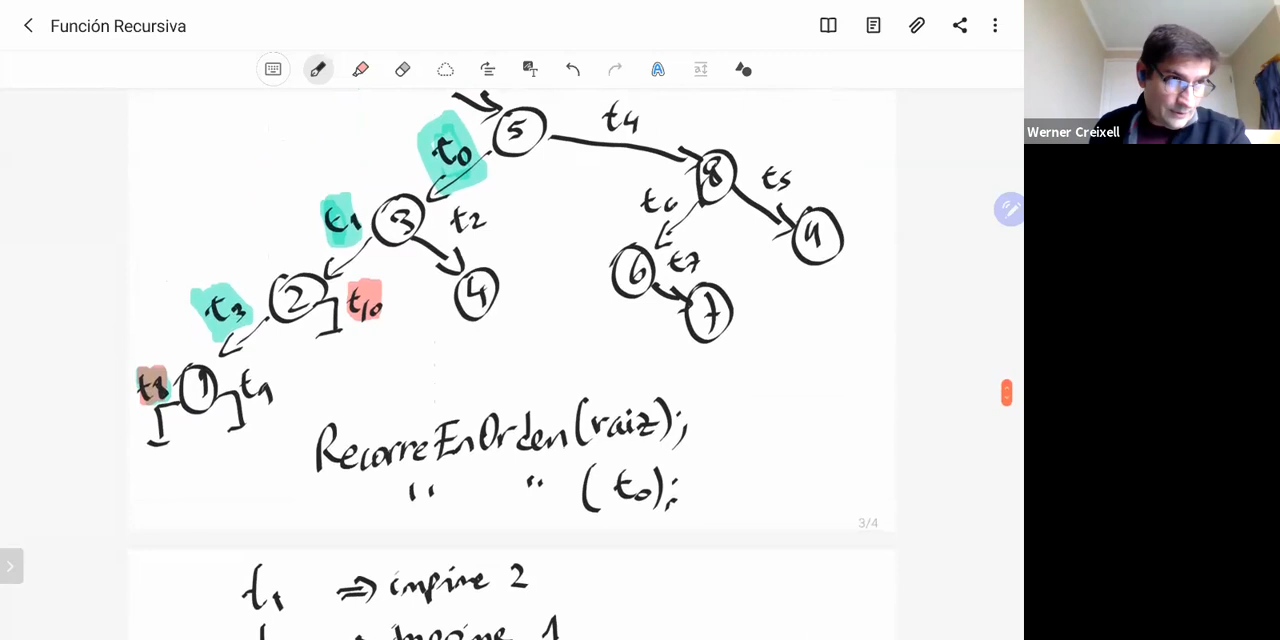 Función Recursiva
Werner Creixell
5
t4
t0
8
t5
t1
3
t2
t6
9
6
t7
2
t10
4
7
t3
t8
1
t9
RecorreEnOrden(raiz);
" " (t0);
3/4
t1 => imprime 2
1